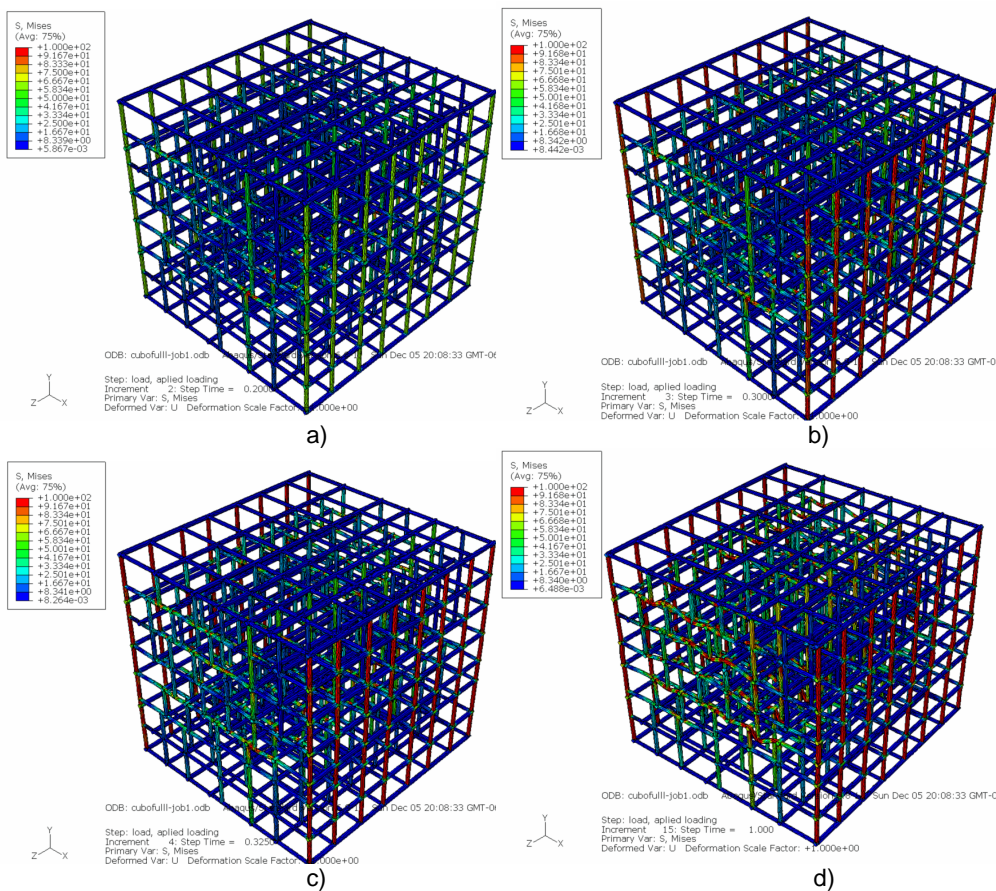 S, Mises
(Avg: 75%)
+1.000e+02
+9.167e+01
+8.333e+01
+7.500e+01
+6.667e+01
+5.834e+01
+5.000e+01
+4.167e+01
+3.334e+01
+2.500e+01
+1.667e+01
+8.339e+00
+5.867e-03
ODB: cubofulll-job1.odb Sun Dec 05 20:08:33 GMT-06
Y
Z X
Step: load, aplied loading
Increment 2: Step Time = 0.2000
Primary Var: S, Mises
Deformed Var: U Deformation Scale Factor: .000e+00
a)
S, Mises
(Avg: 75%)
+1.000e+02
+9.168e+01
+8.334e+01
+7.501e+01
+6.667e+01
+5.834e+01
+5.001e+01
+4.168e+01
+3.334e+01
+2.501e+01
+1.668e+01
+8.342e+00
+8.442e-03
ODB: cubofulll-job1.odb Sun Dec 05 20:08:33 GMT-0
Y
Z X
Step: load, aplied loading
Increment 3: Step Time = 0.3000
Primary Var: S, Mises
Deformed Var: U Deformation Scale Factor: .000e+00
b)
S, Mises
(Avg: 75%)
+1.000e+02
+9.167e+01
+8.334e+01
+7.501e+01
+6.667e+01
+5.834e+01
+5.001e+01
+4.167e+01
+3.334e+01
+2.501e+01
+1.667e+01
+8.341e+00
+8.264e-03
ODB: cubofulll-job1.odb Sun Dec 05 20:08:33 GMT-06
Y
Z X
Step: load, aplied loading
Increment 4: Step Time = 0.3250
Primary Var: S, Mises
Deformed Var: U Deformation Scale Factor: .000e+00
c)
S, Mises
(Avg: 75%)
+1.000e+02
+9.168e+01
+8.334e+01
+7.501e+01
+6.668e+01
+5.834e+01
+5.001e+01
+4.167e+01
+3.334e+01
+2.501e+01
+1.667e+01
+8.340e+00
+6.488e-03
ODB: cubofulll-job1.odb Sun Dec 05 20:08:33 GMT-0
Y
Z X
Step: load, aplied loading
Increment 15: Step Time = 1.000
Primary Var: S, Mises
Deformed Var: U Deformation Scale Factor: +1.000e+00
d)